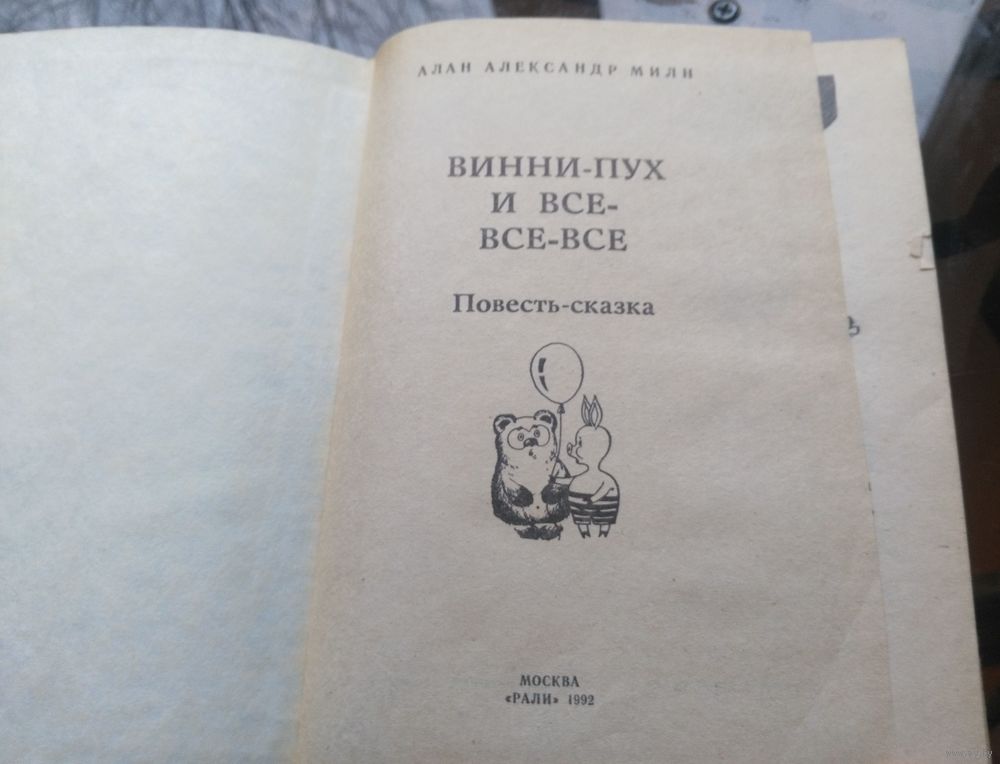 АЛАН АЛЕКСАНДР МИЛН
ВИННИ-ПУХ
И ВСЕ-
ВСЕ-ВСЕ
Повесть-сказка
МОСКВА
«РАЛИ» 1992